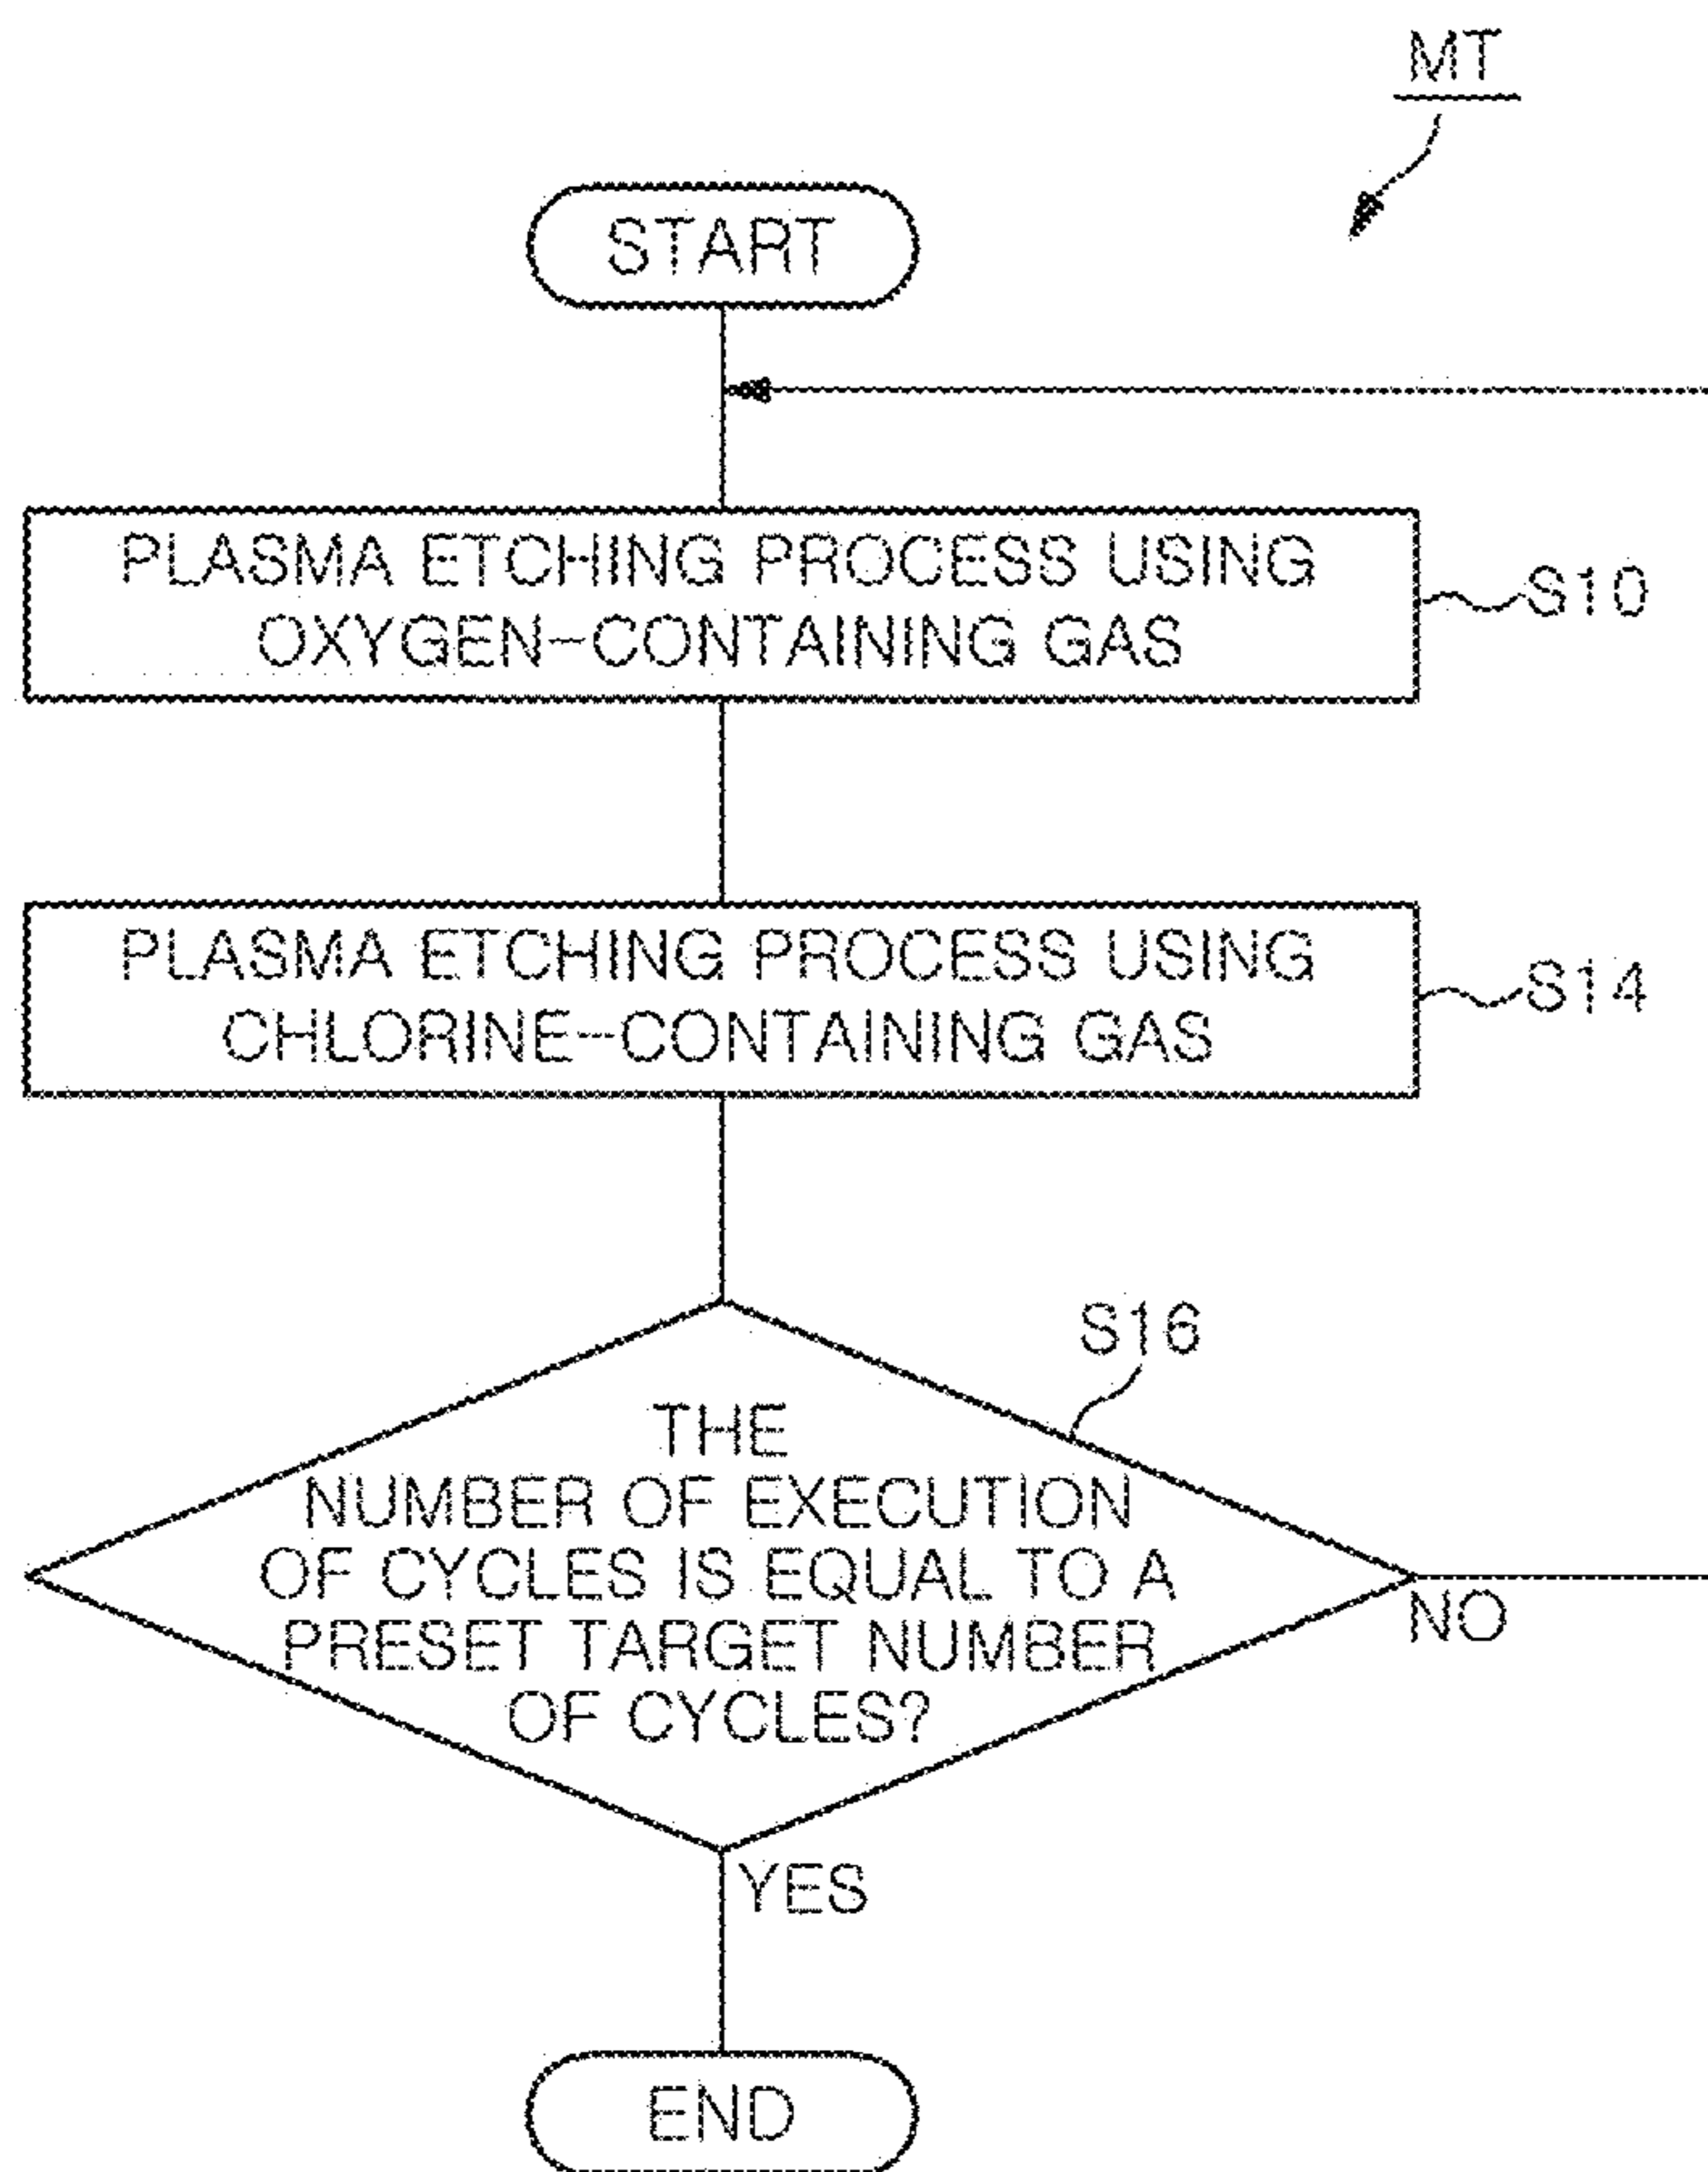 MT
START
PLASMA ETCHING PROCESS USING
OXYGEN-CONTAINING GAS
S10
PLASMA ETCHING PROCESS USING
CHLORINE-CONTAINING GAS
S14
S16
THE
NUMBER OF EXECUTION
OF CYCLES IS EQUAL TO A
PRESET TARGET NUMBER
OF CYCLES?
NO
YES
END